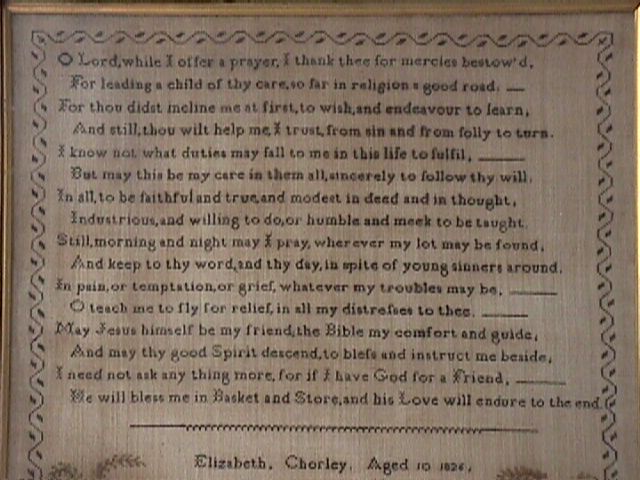 O Lord, while I offer a prayer, I thank thee for mercies bestow'd,
For leading a child of thy care, so far in religion s good road. —
For thou didst incline me at first, to wish, and endeavour to learn,
And still, thou wilt help me, I trust, from sin and from folly to turn.
I know not what duties may fall to me in this life to fulfil, —
But may this be my care in them all, sincerely to follow thy will.
In all, to be faithful and true, and modest in deed and in thought,
Industrious, and willing to do, or humble and meek to be taught.
Still, morning and night may I pray, wherever my lot may be found,
And keep to thy word, and thy day, in spite of young sinners around.
In pain, or temptation, or grief, whatever my troubles may be, —
O teach me to fly for relief, in all my distreſses to thee. —
May Jesus himself be my friend, the Bible my comfort and guide,
And may thy good Spirit descend, to bleſs and instruct me beside,
I need not ask any thing more, for if I have God for a Friend, —
He will bless me in Basket and Store, and his Love will endure to the end.
Elizabeth. Chorley. Aged 10 1826.